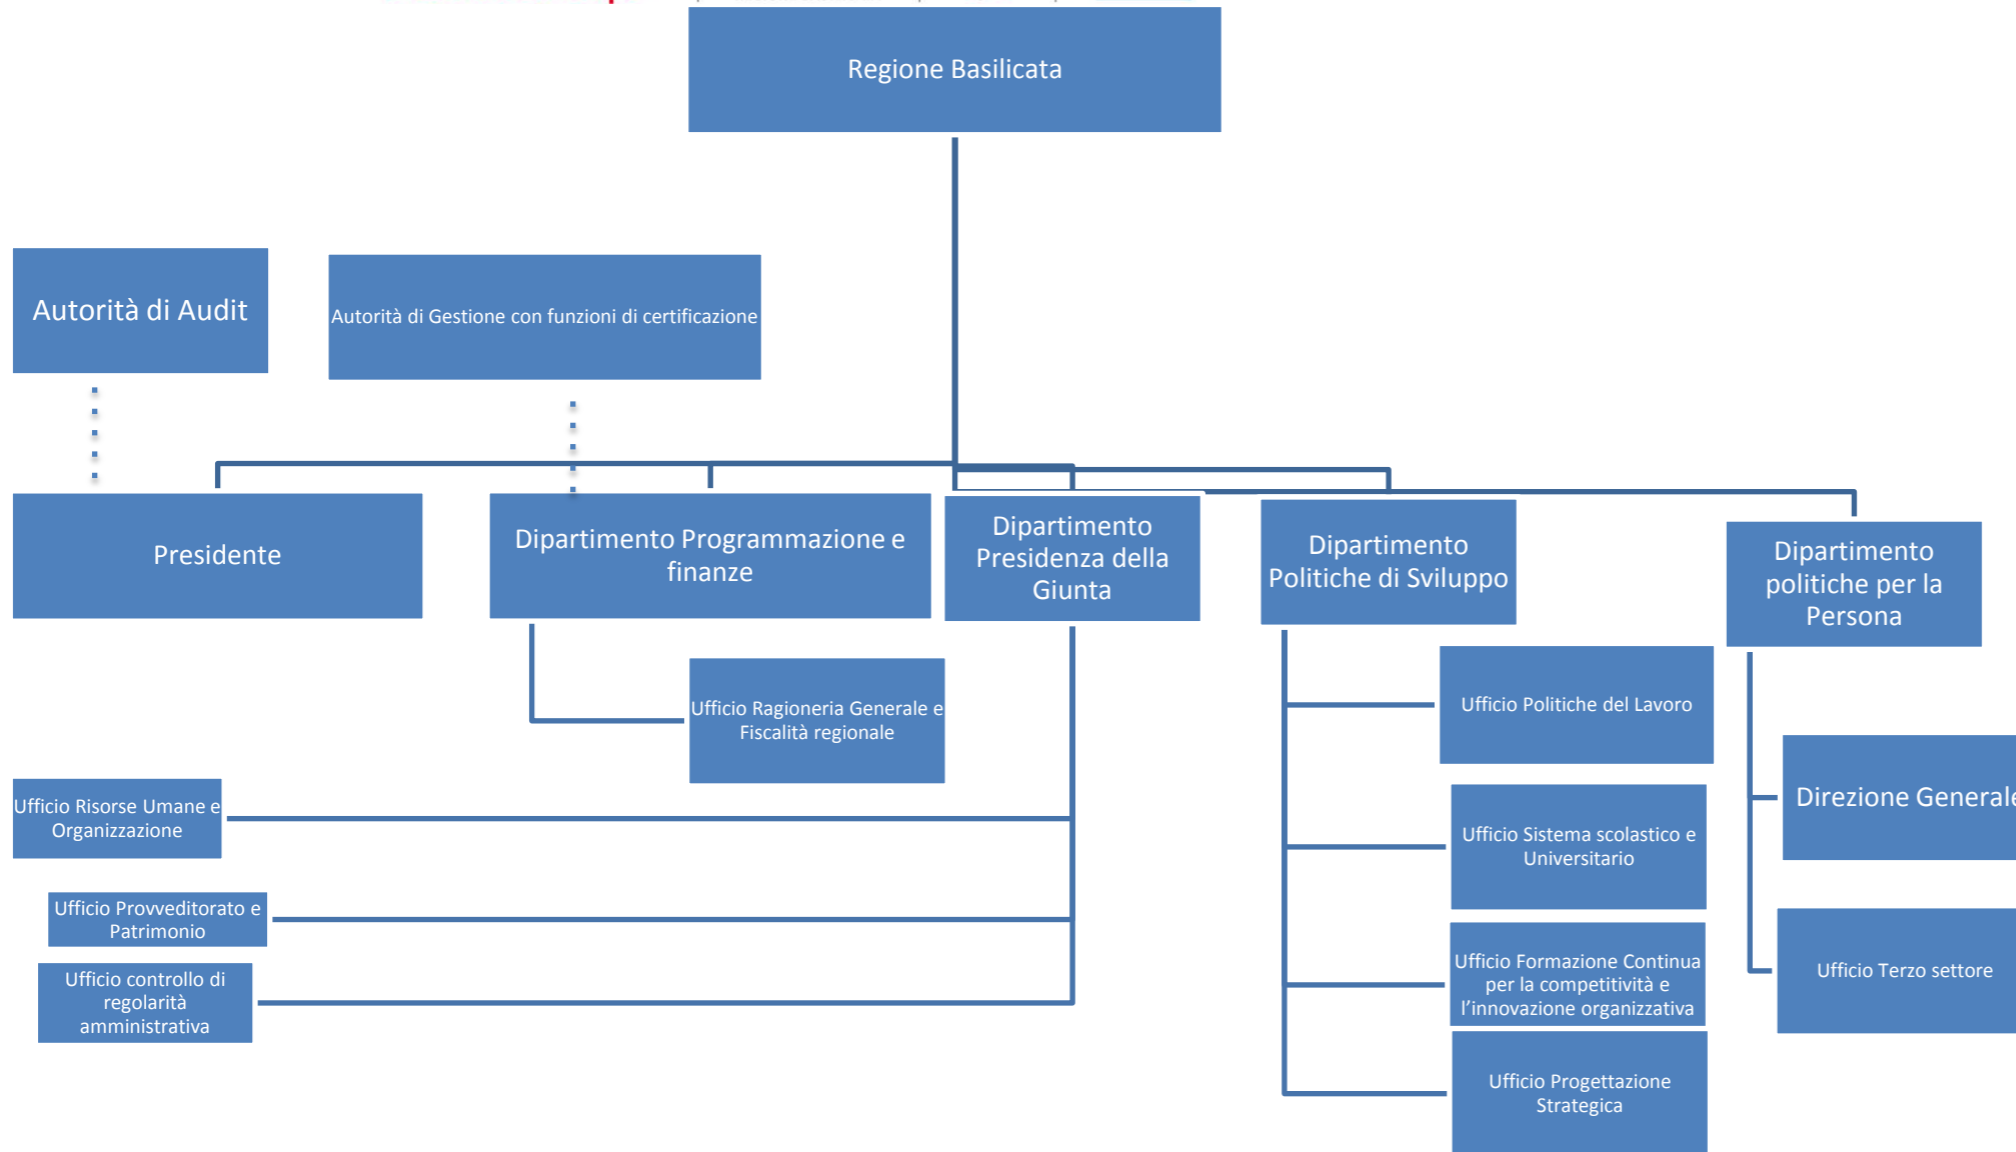 Regione Basilicata
Autorità di Audit
Autorità di Gestione con funzioni di certificazione
Presidente
Dipartimento Programmazione e
finanze
Dipartimento
Presidenza della
Giunta
Dipartimento
Politiche di Sviluppo
Dipartimento
politiche per la
Persona
Ufficio Ragioneria Generale e
Fiscalità regionale
Ufficio Risorse Umane e
Organizzazione
Ufficio Provveditorato e
Patrimonio
Ufficio controllo di
regolarità
amministrativa
Ufficio Politiche del Lavoro
Ufficio Sistema scolastico e
Universitario
Ufficio Formazione Continua
per la competitività e
l’innovazione organizzativa
Ufficio Progettazione
Strategica
Direzione Generale
Ufficio Terzo settore